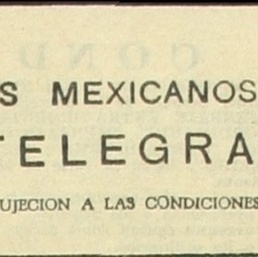 S MEXICANOS
TELEGRA
UJECION A LAS CONDICIONES